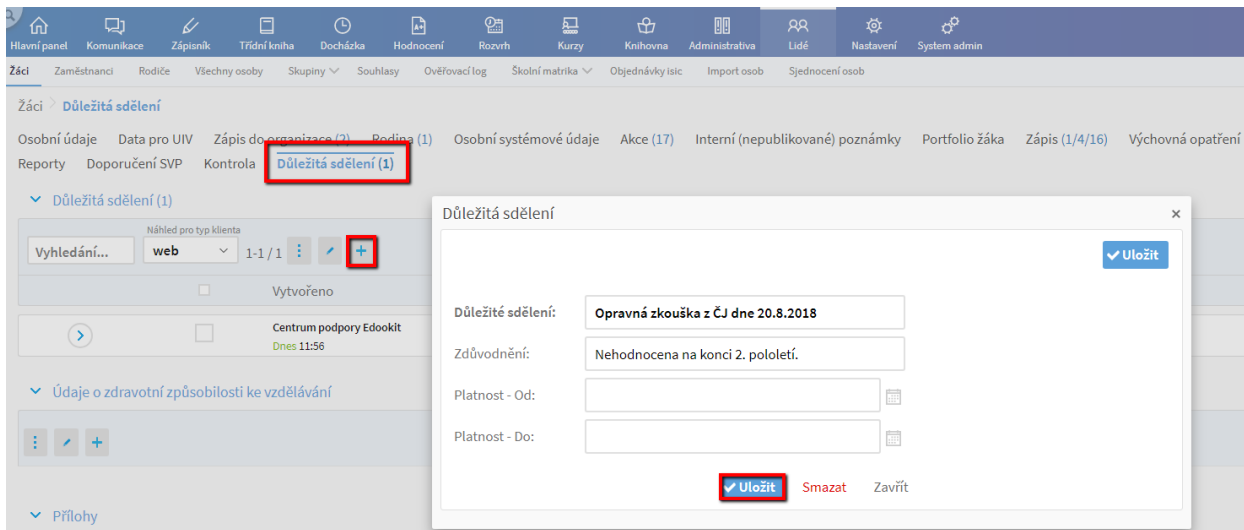 Hlavní panel Komunikace Zápisník Třídní kniha Docházka Hodnocení Rozvrh Kurzy Knihovna Administrativa Lidé Nastavení System admin
Žáci Zaměstnanci Rodiče Všechny osoby Skupiny Souhlasy Ověřovací log Školní matrika Objednávky isic Import osob Sjednocení osob
Žáci Důležitá sdělení
Osobní údaje Data pro UIV Zápis do organizace (2) Rodina (1) Osobní systémové údaje Akce (17) Interní (nepublikované) poznámky Portfolio žáka Zápis (1/4/16) Výchovná opatření
Reporty Doporučení SVP Kontrola Důležitá sdělení (1)
Důležitá sdělení (1)
Náhled pro typ klienta
Vyhledání... web 1-1 / 1
Vytvořeno
Centrum podpory Edookit
Dnes 11:56
Údaje o zdravotní způsobilosti ke vzdělávání
Přílohy
Důležitá sdělení ×
Uložit
Důležité sdělení: Opravná zkouška z ČJ dne 20.8.2018
Zdůvodnění: Nehodnocena na konci 2. pololetí.
Platnost - Od:
Platnost - Do:
Uložit Smazat Zavřít